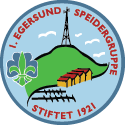 1. EGERSUND SPEIDERGRUPPE
STIFTET 1921